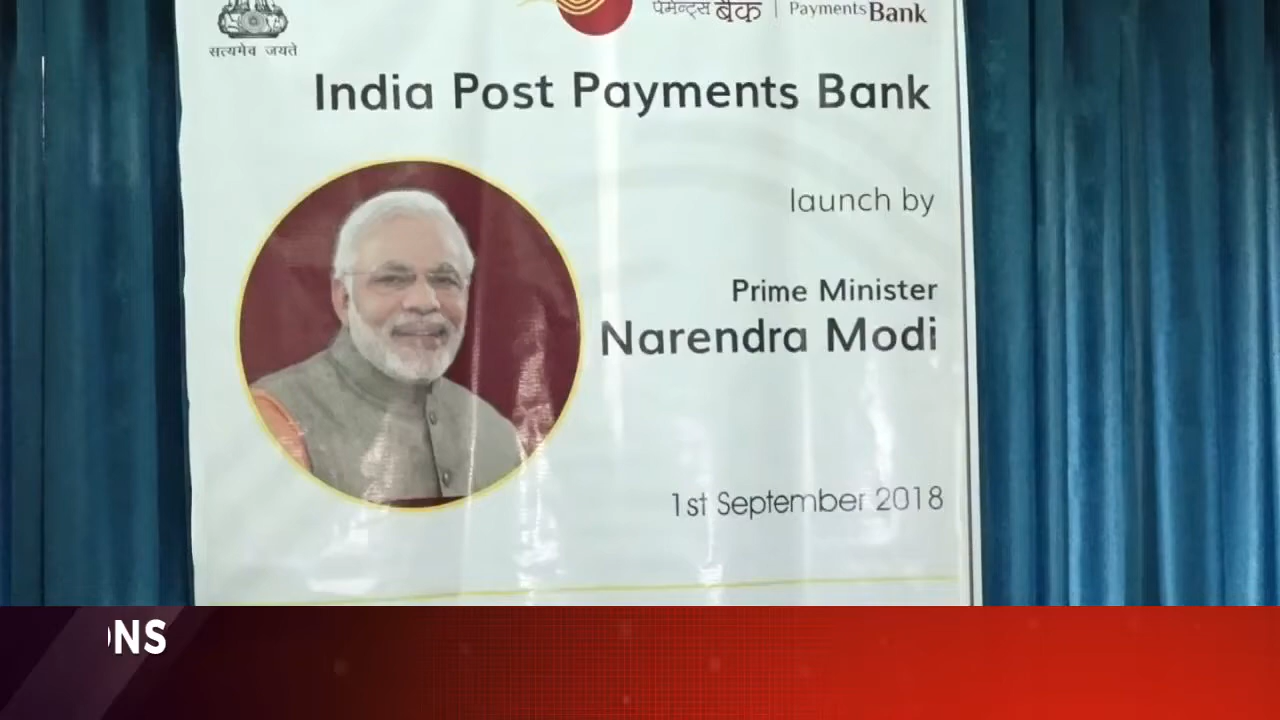 सत्यमेव जयते
पेमेन्ट्स बैंक | Payments Bank
India Post Payments Bank
launch by
Prime Minister
Narendra Modi
1st September 2018
NS